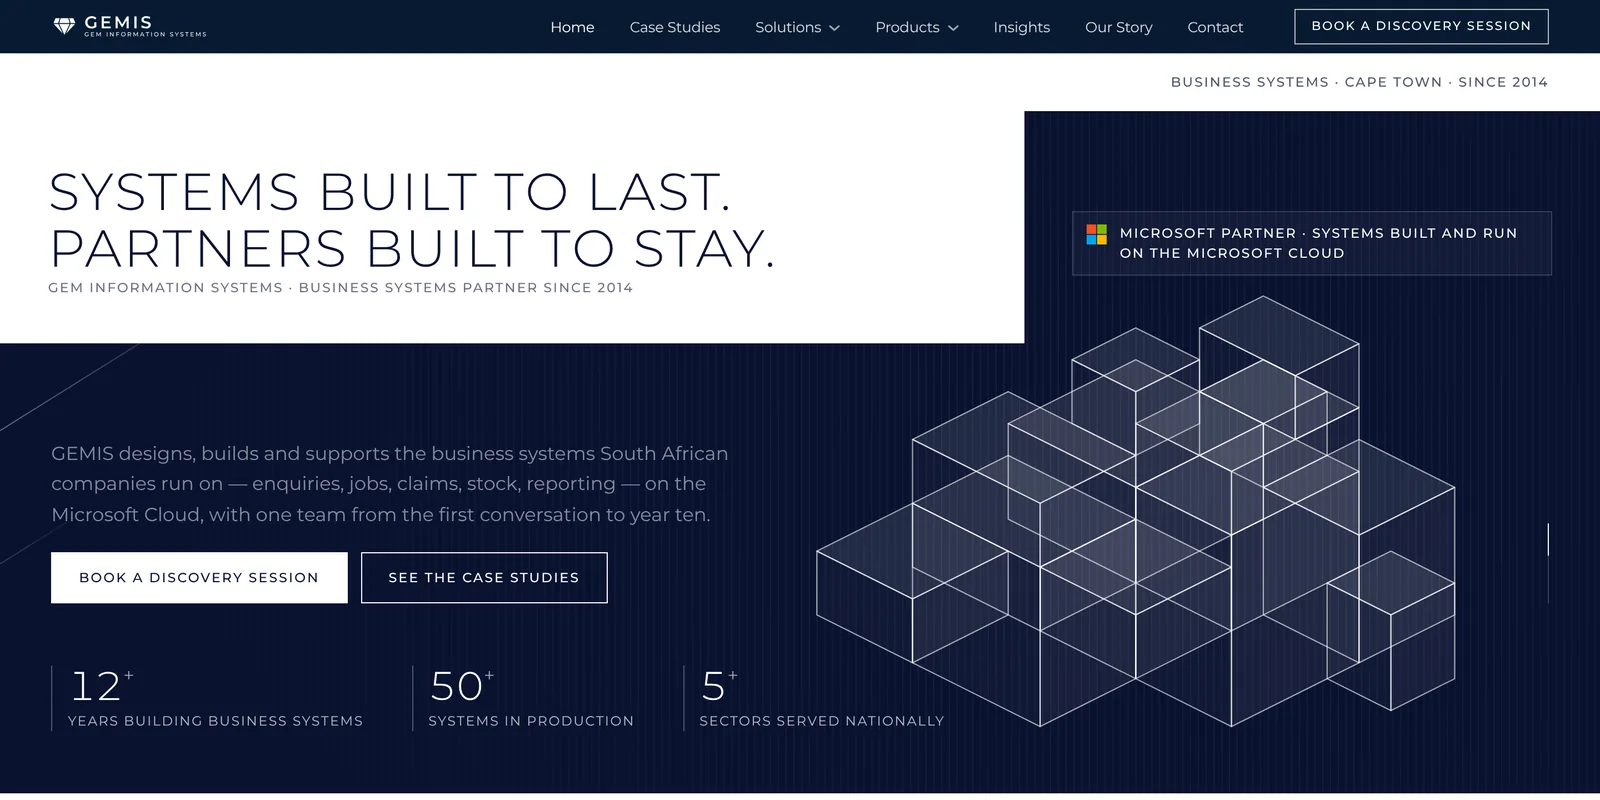 GEMIS
GEM INFORMATION SYSTEMS
Home
Case Studies
Solutions
Products
Insights
Our Story
Contact
BOOK A DISCOVERY SESSION
BUSINESS SYSTEMS · CAPE TOWN · SINCE 2014
SYSTEMS BUILT TO LAST.
PARTNERS BUILT TO STAY.
GEM INFORMATION SYSTEMS · BUSINESS SYSTEMS PARTNER SINCE 2014
MICROSOFT PARTNER · SYSTEMS BUILT AND RUN
ON THE MICROSOFT CLOUD
GEMIS designs, builds and supports the business systems South African
companies run on — enquiries, jobs, claims, stock, reporting — on the
Microsoft Cloud, with one team from the first conversation to year ten.
BOOK A DISCOVERY SESSION
SEE THE CASE STUDIES
12+
YEARS BUILDING BUSINESS SYSTEMS
50+
SYSTEMS IN PRODUCTION
5+
SECTORS SERVED NATIONALLY